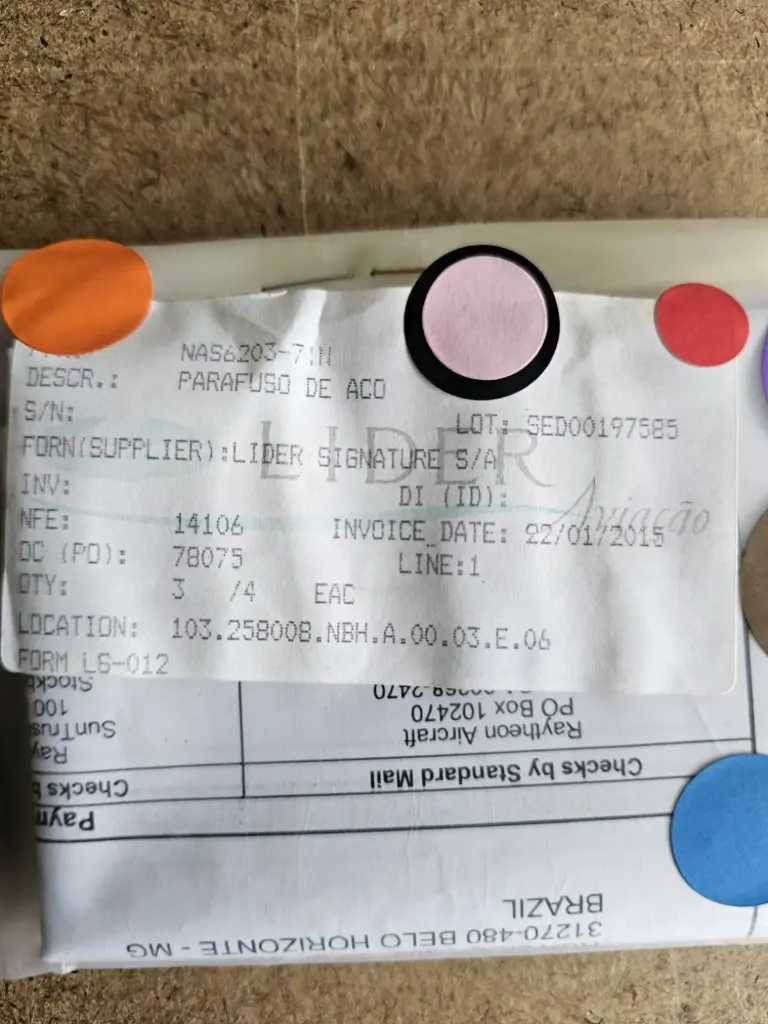 NAS6203-7
DESCR.: PARAFUSO DE ACO
S/N: LOT: SED00197585
LIDER
FORN(SUPPLIER):LIDER SIGNATURE S/A
INV: DI (ID):
Aviação
NFE: 14106 INVOICE_DATE: 22/01/2015
OC (PO): 78075 LINE:1
QTY: 3 /4 EAC
LOCATION: 103.258008.NBH.A.00.03.E.06
FORM LS-012
31270-480 BELO HORIZONTE - MG
BRAZIL
Checks by Standard Mail
Raytheon Aircraft
PO Box 102470
100